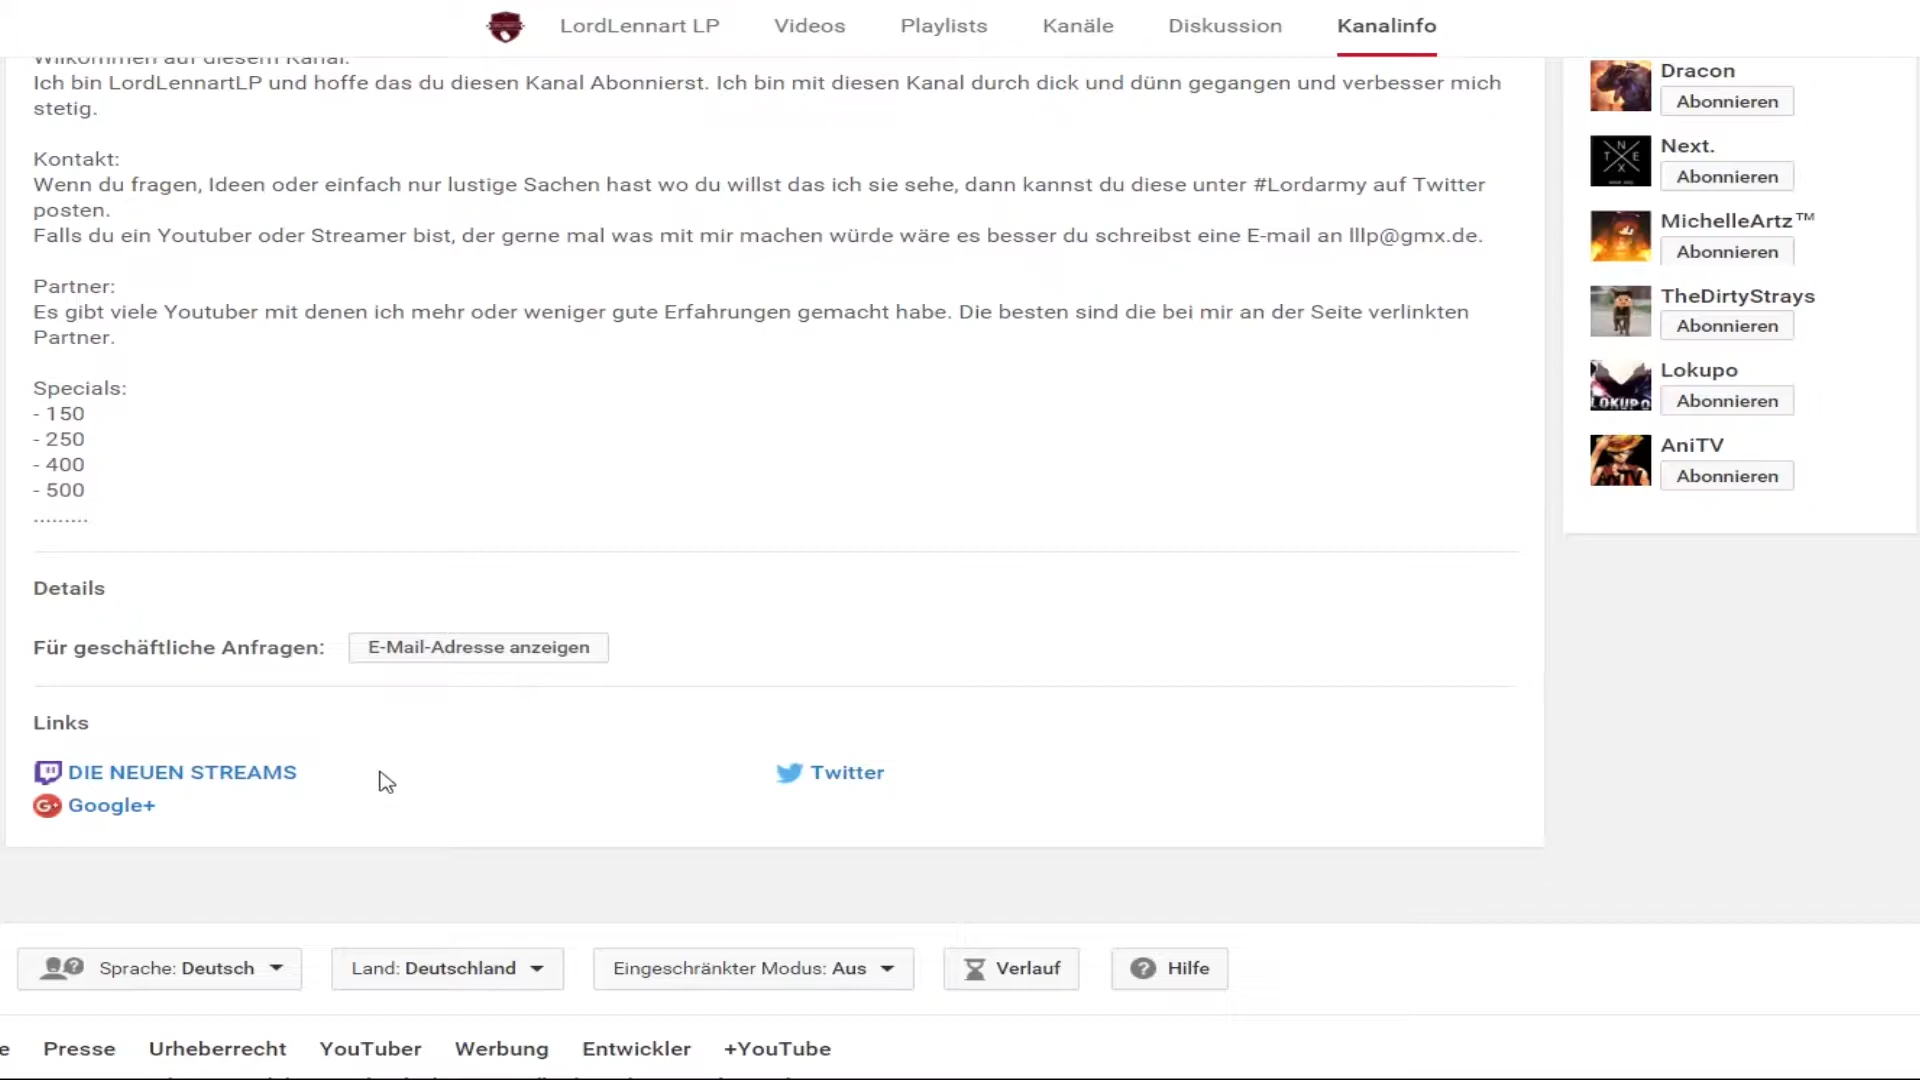 LordLennart LP Videos Playlists Kanäle Diskussion Kanalinfo
Willkommen auf diesem Kanal.
Ich bin LordLennartLP und hoffe das du diesen Kanal Abonnierst. Ich bin mit diesen Kanal durch dick und dünn gegangen und verbesser mich
stetig.
Kontakt:
Wenn du fragen, Ideen oder einfach nur lustige Sachen hast wo du willst das ich sie sehe, dann kannst du diese unter #Lordarmy auf Twitter
posten.
Falls du ein Youtuber oder Streamer bist, der gerne mal was mit mir machen würde wäre es besser du schreibst eine E-mail an lllp@gmx.de.
Partner:
Es gibt viele Youtuber mit denen ich mehr oder weniger gute Erfahrungen gemacht habe. Die besten sind die bei mir an der Seite verlinkten
Partner.
Specials:
- 150
- 250
- 400
- 500
.........
Details
Für geschäftliche Anfragen: E-Mail-Adresse anzeigen
Links
DIE NEUEN STREAMS
Twitter
G+ Google+
Dracon
Abonnieren
NEXT
Next.
Abonnieren
MichelleArtz™
Abonnieren
TheDirtyStrays
Abonnieren
LOKUPO
Lokupo
Abonnieren
AniTV
Abonnieren
Sprache: Deutsch Land: Deutschland Eingeschränkter Modus: Aus Verlauf Hilfe
e Presse Urheberrecht YouTuber Werbung Entwickler +YouTube